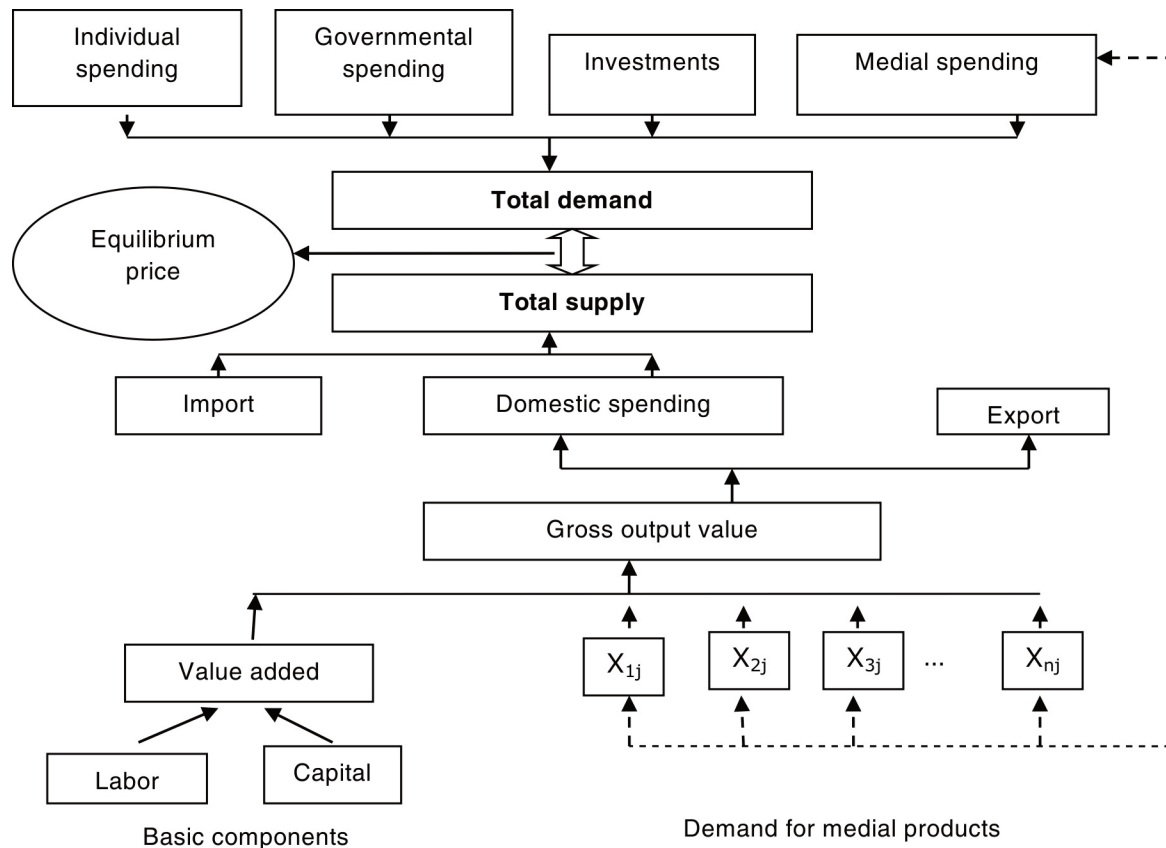 Individual
spending
Governmental
spending
Investments
Medial spending
Total demand
Equilibrium
price
Total supply
Import
Domestic spending
Export
Gross output value
Value added
X1j
X2j
X3j
...
Xnj
Labor
Capital
Basic components
Demand for medial products